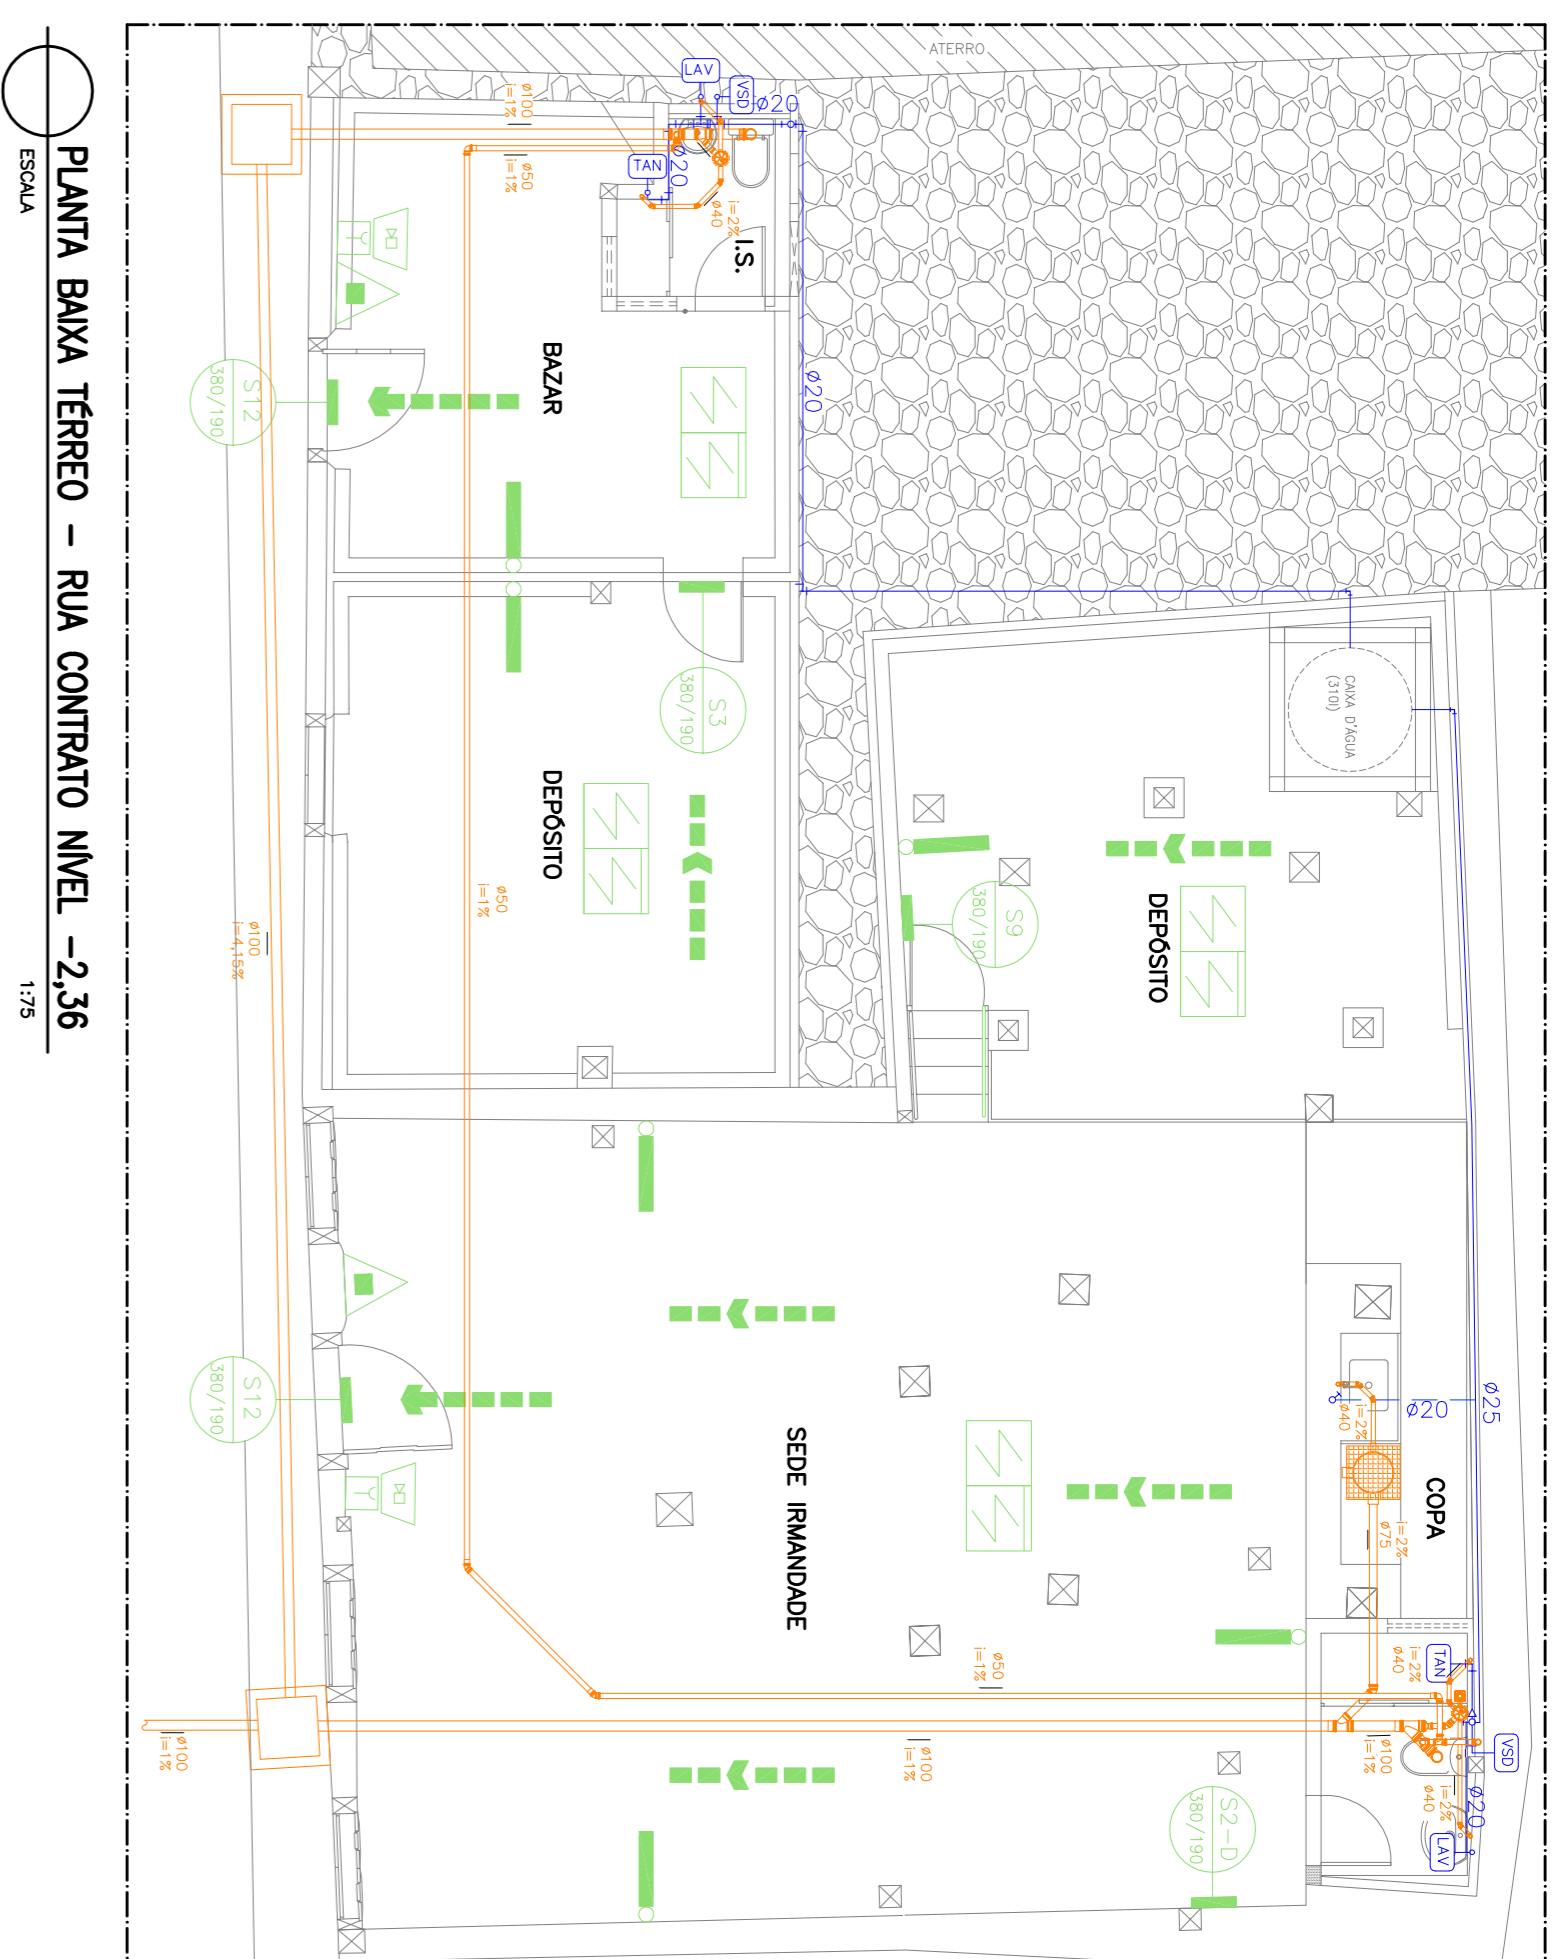 PLANTA BAIXA TÉRREO - RUA CONTRATO NÍVEL -2,36
ESCALA
1:75
ATERRO
LAV
VSD
ø20
ø100
i=1%
ø50
i=1%
TAN
ø20
i=2%
ø40
I.S.
BAZAR
S12
380/190
ø20
S3
380/190
DEPÓSITO
CAIXA D'ÁGUA
(310l)
S9
380/190
DEPÓSITO
ø50
i=1%
ø100
i=4,15%
S12
380/190
SEDE IRMANDADE
ø25
ø20
i=2%
ø40
COPA
i=2%
ø75
TAN
i=2%
ø40
ø50
i=1%
VSD
ø100
i=1%
ø100
i=1%
ø100
i=1%
ø20
i=2%
ø40
LAV
S2-D
380/190